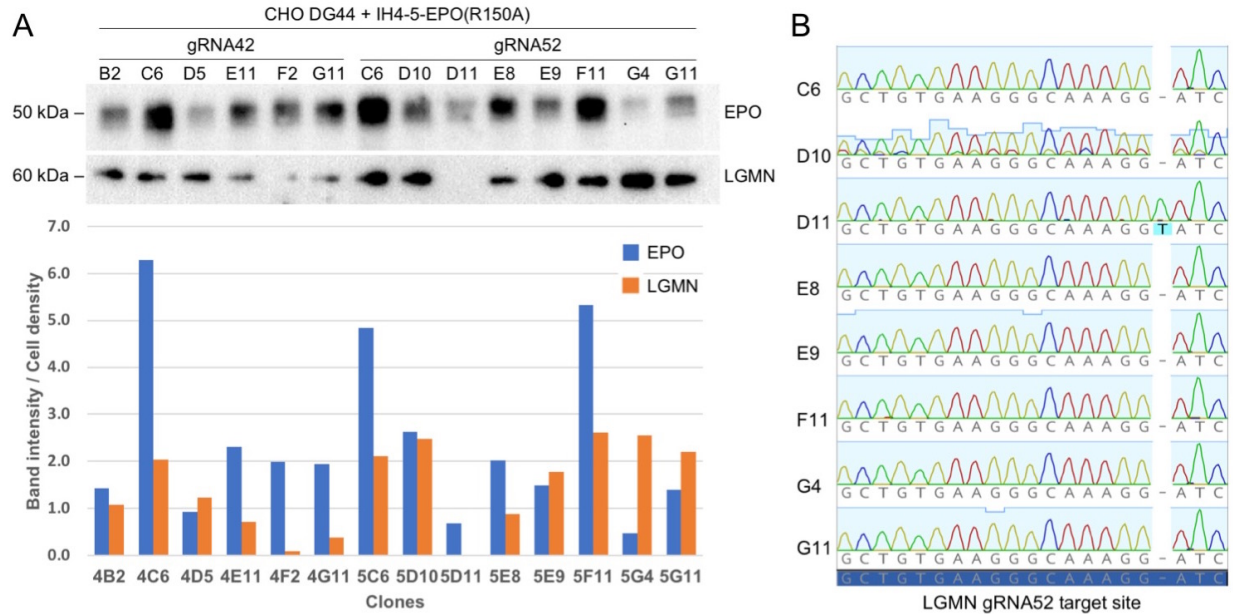 A
CHO DG44 + IH4-5-EPO(R150A)
gRNA42 gRNA52
B2 C6 D5 E11 F2 G11 C6 D10 D11 E8 E9 F11 G4 G11
50 kDa – EPO
60 kDa – LGMN
7.0
6.0
5.0
4.0
3.0
2.0
1.0
0.0
Band intensity / Cell density
EPO
LGMN
4B2 4C6 4D5 4E11 4F2 4G11 5C6 5D10 5D11 5E8 5E9 5F11 5G4 5G11
Clones
B
C6
G C T G T G A A G G G C A A A G G – A T C
D10
G C T G T G A A G G G C A A A G G – A T C
D11
G C T G T G A A G G G C A A A G G T A T C
E8
G C T G T G A A G G G C A A A G G – A T C
E9
G C T G T G A A G G G C A A A G G – A T C
F11
G C T G T G A A G G G C A A A G G – A T C
G4
G C T G T G A A G G G C A A A G G – A T C
G11
G C T G T G A A G G G C A A A G G – A T C
G C T G T G A A G G G C A A A G G – A T C
LGMN gRNA52 target site